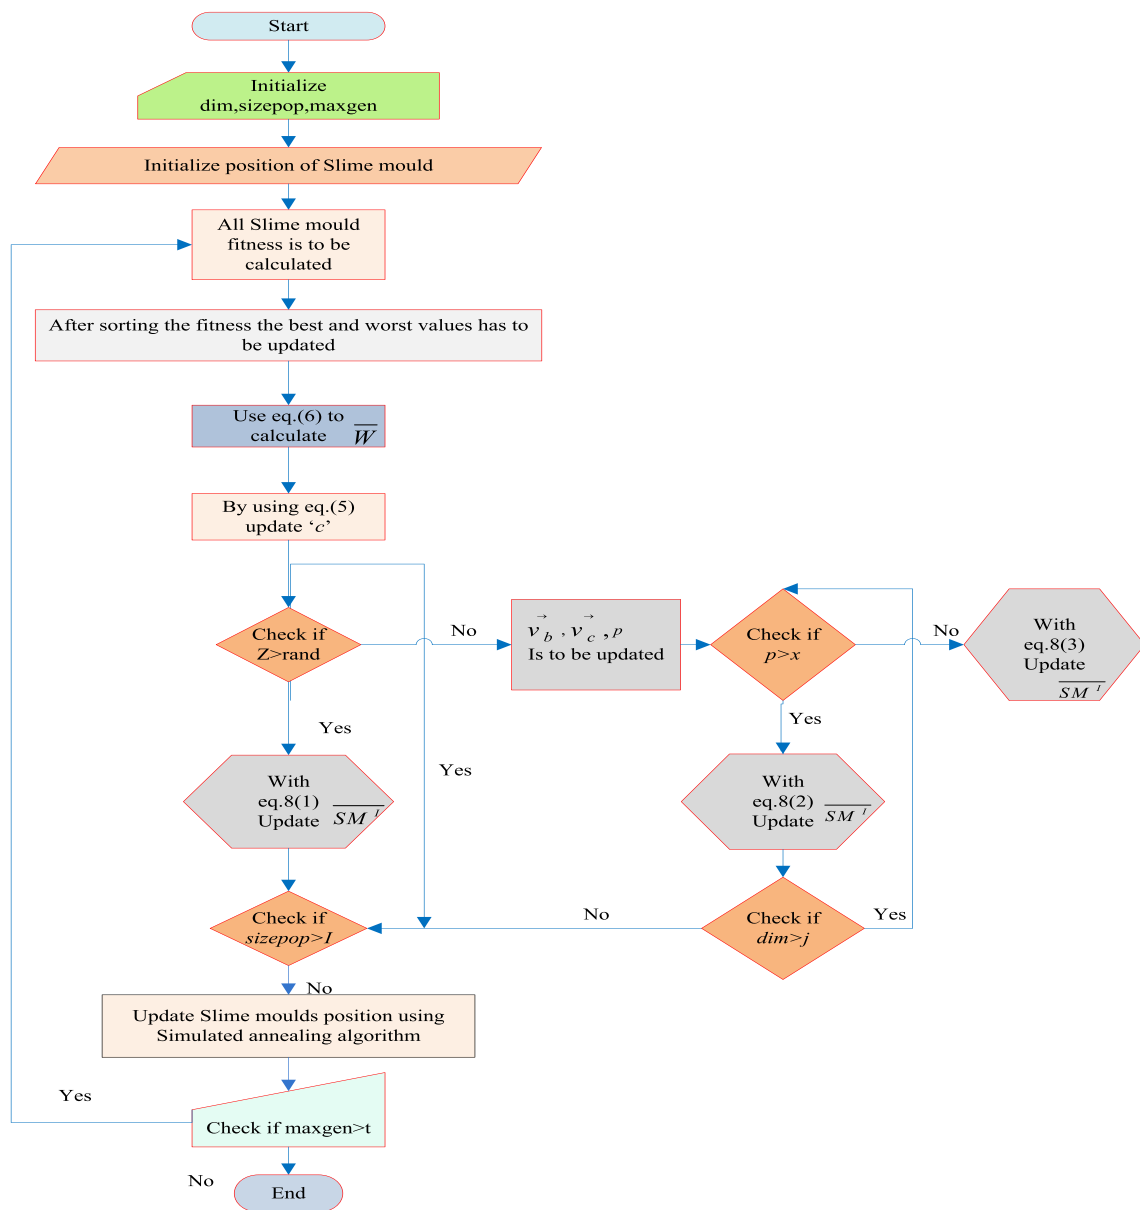 Start
Initialize
dim,sizepop,maxgen
Initialize position of Slime mould
All Slime mould
fitness is to be
calculated
After sorting the fitness the best and worst values has to
be updated
Use eq.(6) to
calculate W
By using eq.(5)
update ‘c’
Check if
Z>rand
No
v_b , v_c , p
Is to be updated
Check if
p>x
No
With
eq.8(3)
Update
SM^I
Yes
With
eq.8(1)
Update SM^I
Yes
Yes
With
eq.8(2)
Update SM^I
Check if
sizepop>I
No
Check if
dim>j
Yes
No
Update Slime moulds position using
Simulated annealing algorithm
Yes
Check if maxgen>t
No
End